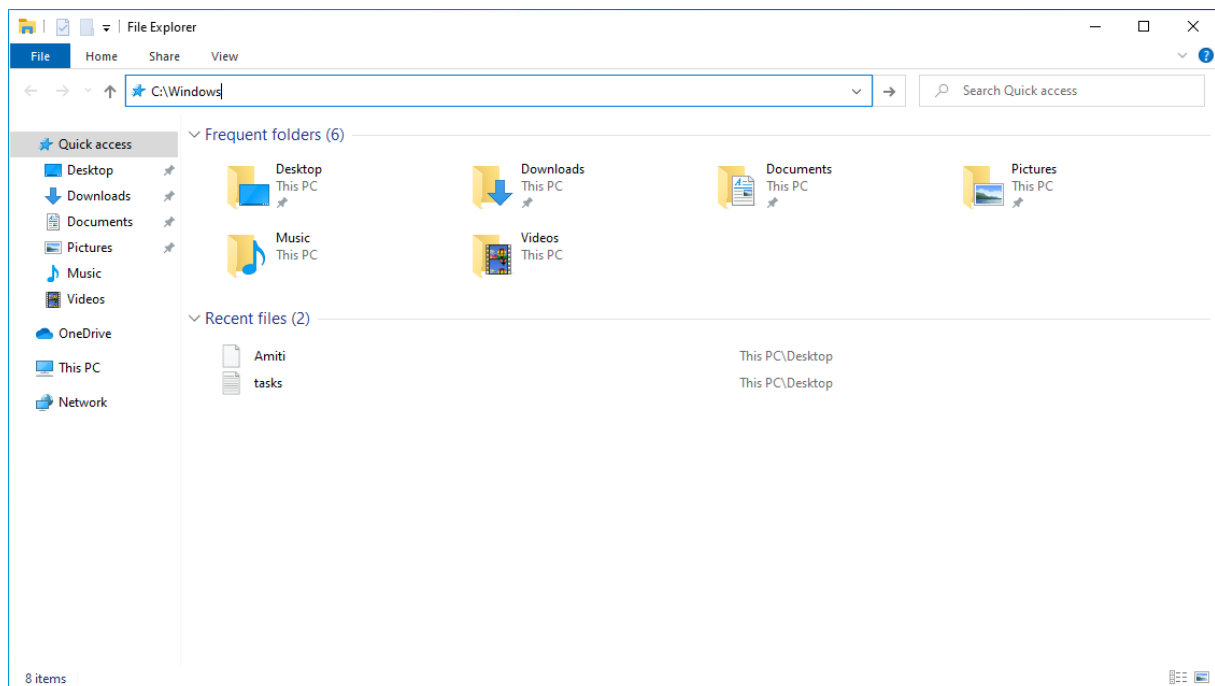 File Explorer
File Home Share View
C:\Windows Search Quick access
Quick access
Desktop
Downloads
Documents
Pictures
Music
Videos
OneDrive
This PC
Network
Frequent folders (6)
Desktop
This PC
Downloads
This PC
Documents
This PC
Pictures
This PC
Music
This PC
Videos
This PC
Recent files (2)
Amiti This PC\Desktop
tasks This PC\Desktop
8 items